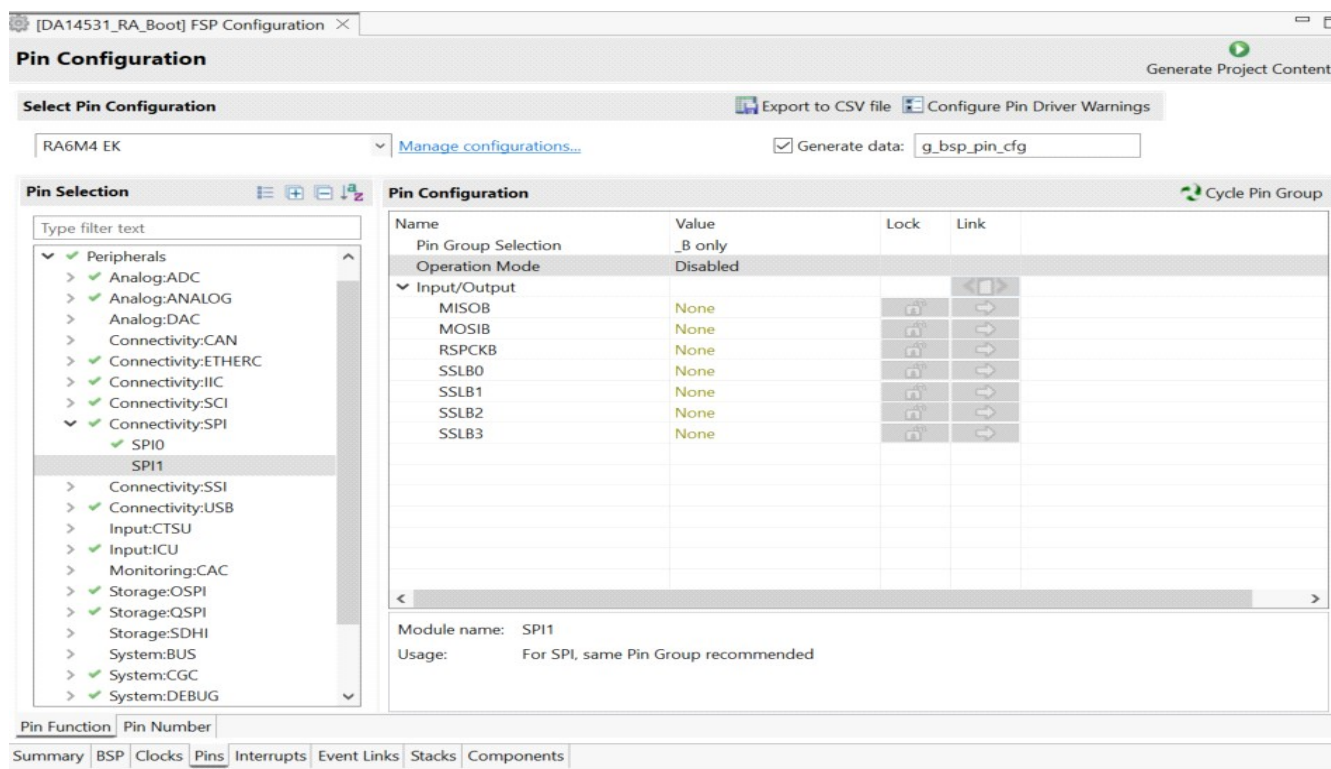 [DA14531_RA_Boot] FSP Configuration
Pin Configuration
Generate Project Content
Select Pin Configuration
Export to CSV file Configure Pin Driver Warnings
RA6M4 EK Manage configurations... Generate data: g_bsp_pin_cfg
Pin Selection
Type filter text
Peripherals
Analog:ADC
Analog:ANALOG
Analog:DAC
Connectivity:CAN
Connectivity:ETHERC
Connectivity:IIC
Connectivity:SCI
Connectivity:SPI
SPI0
SPI1
Connectivity:SSI
Connectivity:USB
Input:CTSU
Input:ICU
Monitoring:CAC
Storage:OSPI
Storage:QSPI
Storage:SDHI
System:BUS
System:CGC
System:DEBUG
Pin Configuration Cycle Pin Group
Name Value Lock Link
Pin Group Selection _B only
Operation Mode Disabled
Input/Output
MISOB None
MOSIB None
RSPCKB None
SSLB0 None
SSLB1 None
SSLB2 None
SSLB3 None
Module name: SPI1
Usage: For SPI, same Pin Group recommended
Pin Function Pin Number
Summary BSP Clocks Pins Interrupts Event Links Stacks Components